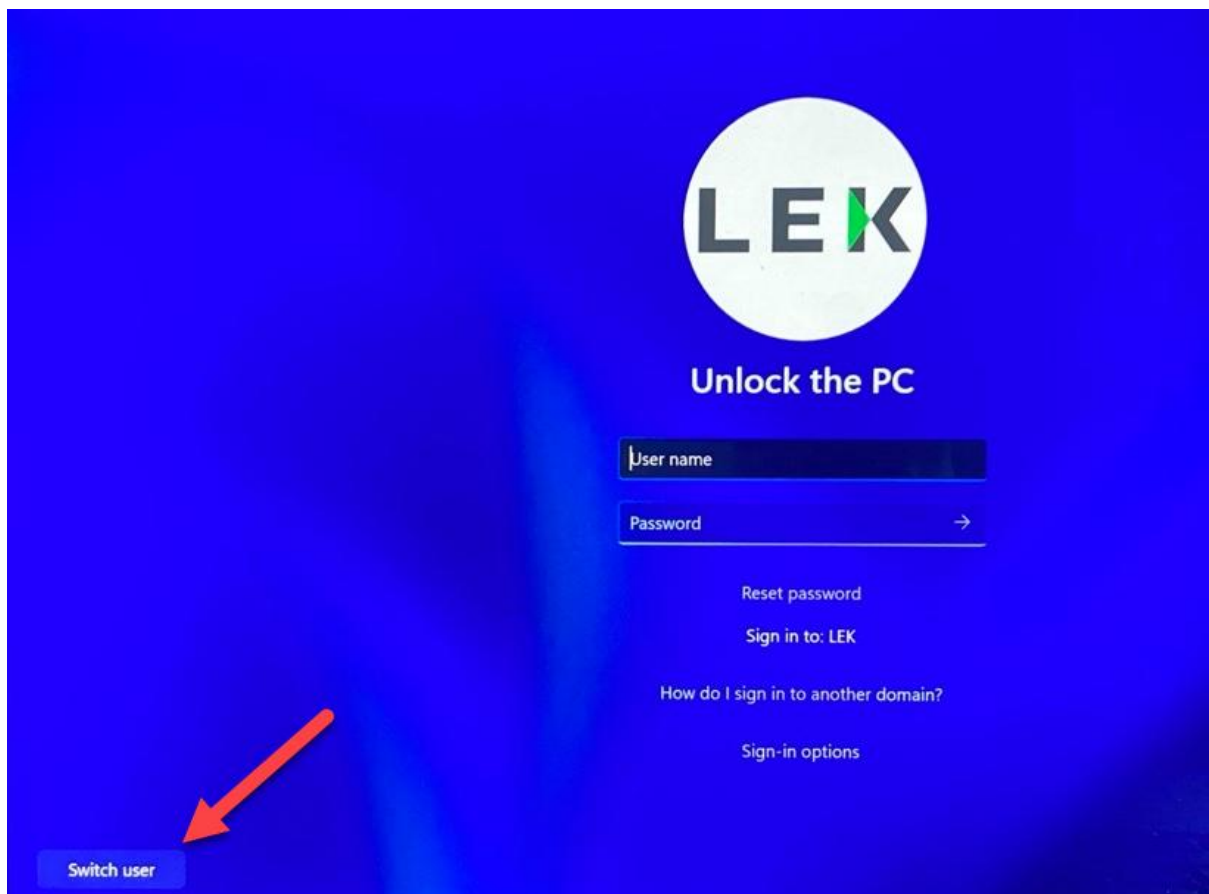 LEK
Unlock the PC
User name
Password
Reset password
Sign in to: LEK
How do I sign in to another domain?
Sign-in options
Switch user